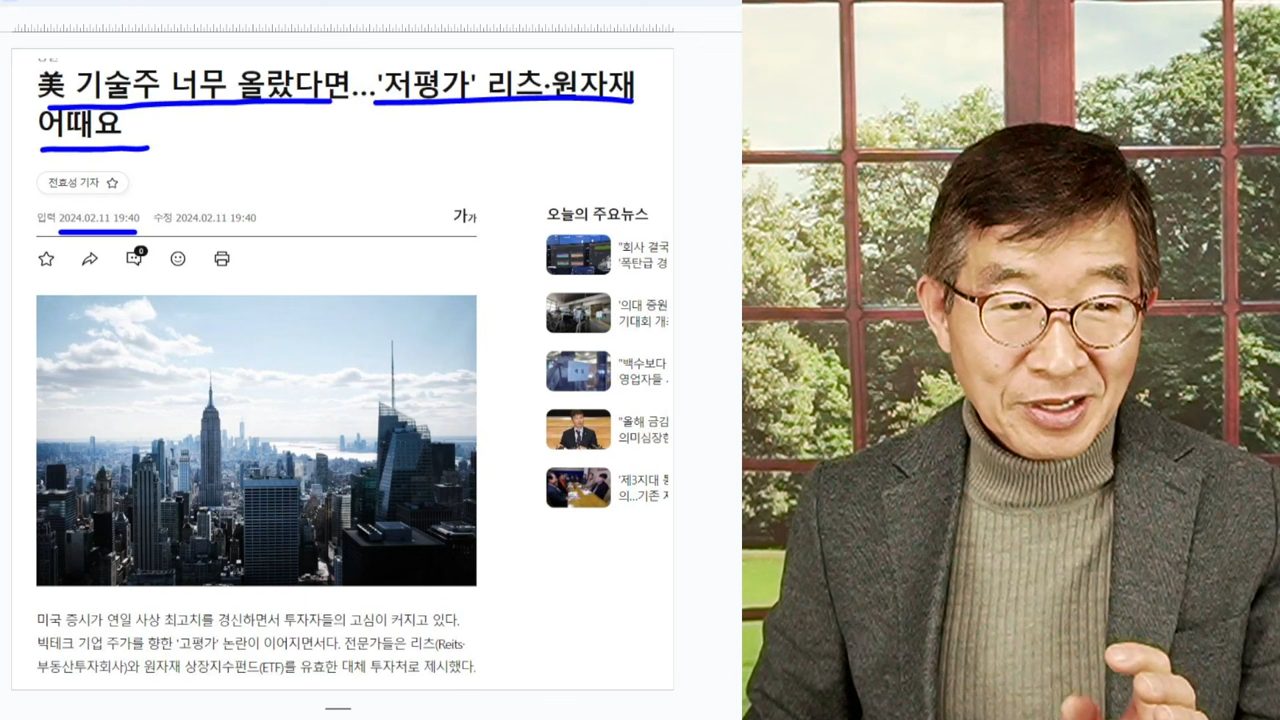 美 기술주 너무 올랐다면...'저평가' 리츠·원자재
어때요
전효성 기자
입력 2024.02.11 19:40 수정 2024.02.11 19:40
가가
0
오늘의 주요뉴스
"회사 결국
'폭탄급 경
'의대 증원
기대회 개
"백수보다
영업자들
"올해 금감
의미심장한
'제3지대
의...기존
미국 증시가 연일 사상 최고치를 경신하면서 투자자들의 고심이 커지고 있다.
빅테크 기업 주가를 향한 '고평가' 논란이 이어지면서다. 전문가들은 리츠(Reits·
부동산투자회사)와 원자재 상장지수펀드(ETF)를 유효한 대체 투자처로 제시했다.